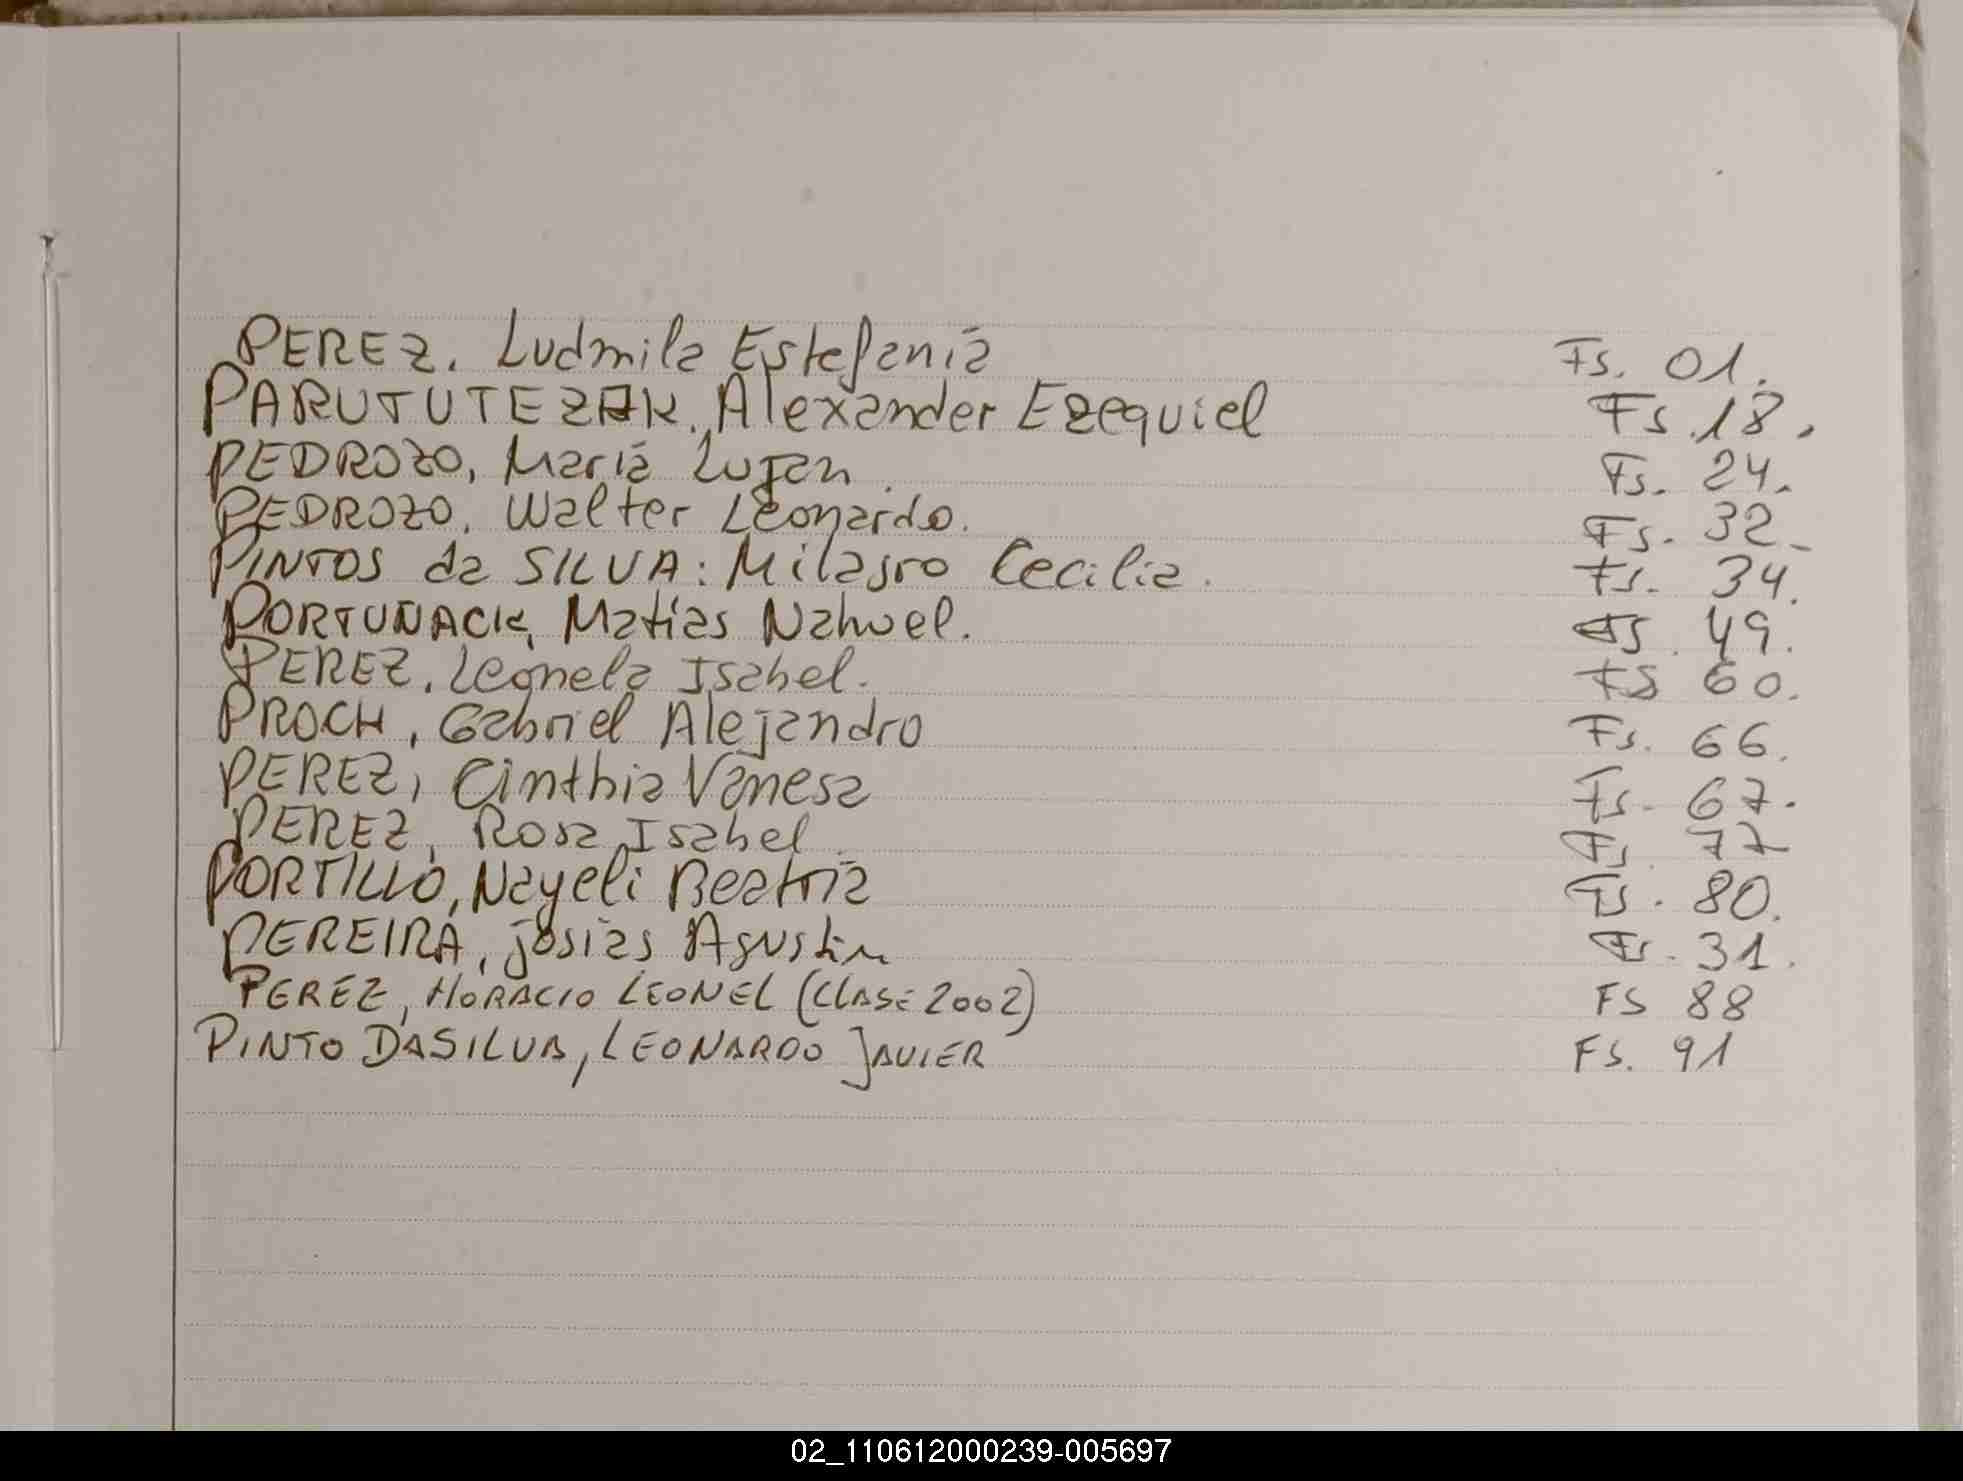 PEREZ, Ludmila Estefanía Fs. 01.
PARUTUTEZAK, Alexander Ezequiel Fs. 18.
PEDROZO, María Lujan. Fs. 24.
PEDROZO, Walter Leonardo. Fs. 32.
PINTOS da SILVA: Milagro Cecilia. Fs. 34.
PORTUÑACK, Matías Nahuel. Fs. 49.
PEREZ, Leonela Isabel. Fs 60.
PROCH, Gabriel Alejandro Fs. 66.
PEREZ, Cinthia Vanesa Fs. 67.
PEREZ, Rosa Isabel. Fs. 77
PORTILLO, Nayeli Beatriz Fs. 80.
PEREIRA, josías Agustin Fs. 31.
PEREZ, HORACIO LEONEL (CLASE 2002) FS 88
PINTO DASILVA, LEONARDO JAVIER FS. 91
02_110612000239-005697